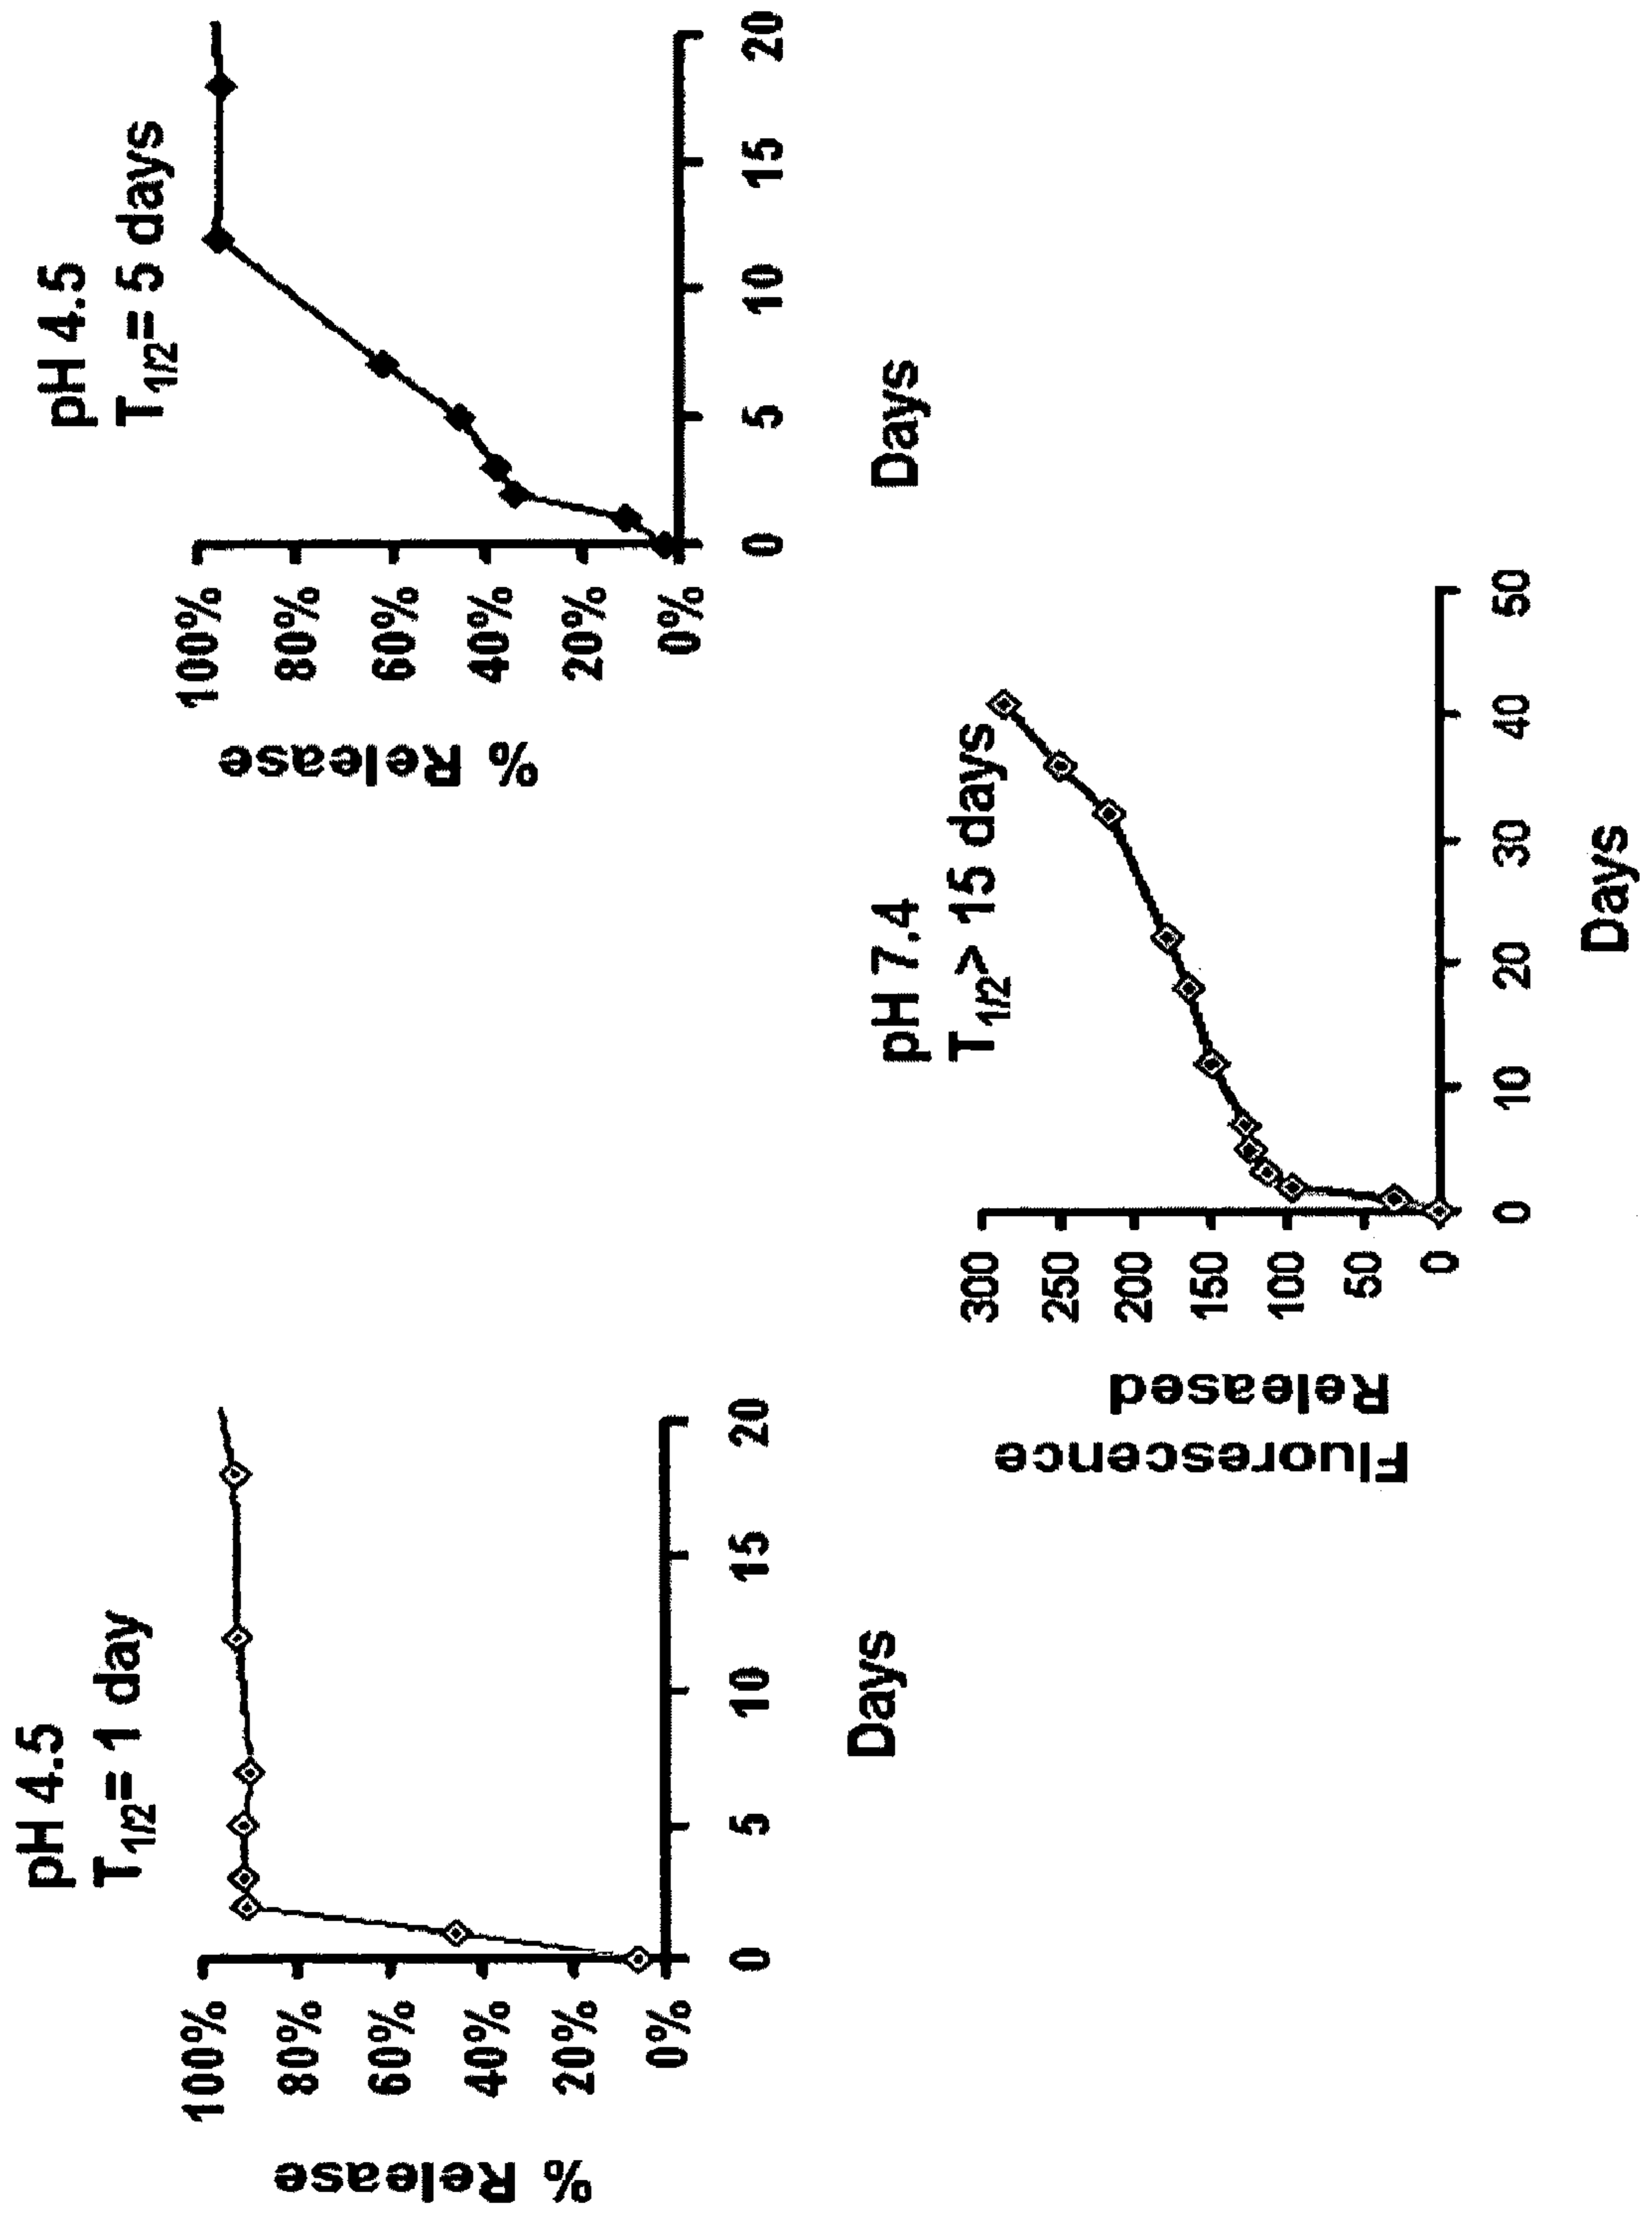 pH 4.5
T1/2= 1 day
% Release
100%
80%
60%
40%
20%
0%
0 5 10 15 20
Days
pH 4.5
T1/2= 5 days
% Release
100%
80%
60%
40%
20%
0%
0 5 10 15 20
Days
pH 7.4
T1/2> 15 days
Fluorescence
Released
300
250
200
150
100
50
0
0 10 20 30 40 50
Days